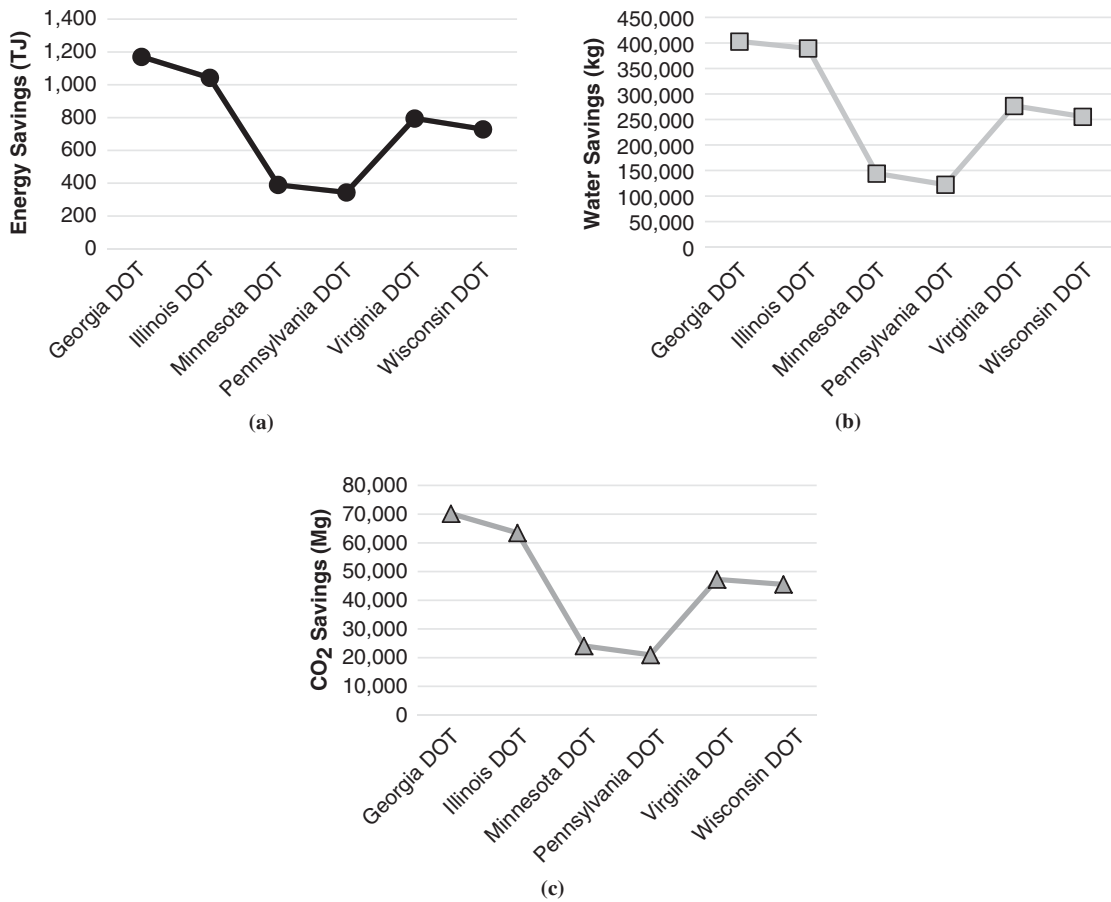 Energy Savings (TJ)
1,400
1,200
1,000
800
600
400
200
0
Georgia DOT
Illinois DOT
Minnesota DOT
Pennsylvania DOT
Virginia DOT
Wisconsin DOT
(a)
Water Savings (kg)
450,000
400,000
350,000
300,000
250,000
200,000
150,000
100,000
50,000
0
Georgia DOT
Illinois DOT
Minnesota DOT
Pennsylvania DOT
Virginia DOT
Wisconsin DOT
(b)
CO2 Savings (Mg)
80,000
70,000
60,000
50,000
40,000
30,000
20,000
10,000
0
Georgia DOT
Illinois DOT
Minnesota DOT
Pennsylvania DOT
Virginia DOT
Wisconsin DOT
(c)